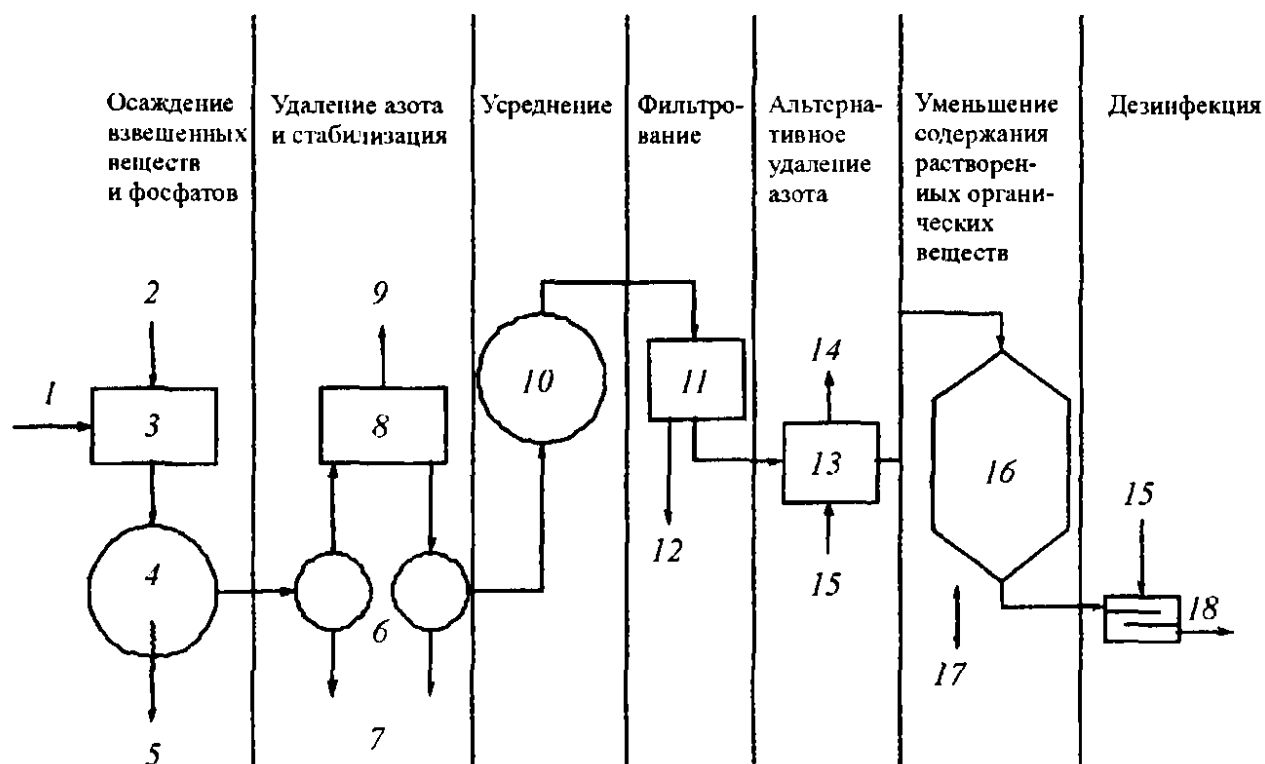 Осаждение
взвешенных
веществ
и фосфатов
Удаление азота
и стабилизация
Усреднение
Фильтро-
вание
Альтерна-
тивное
удаление
азота
Уменьшение
содержания
растворен-
ных органи-
ческих
веществ
Дезинфекция
1
2
3
4
5
9
8
6
7
10
11
12
14
13
15
16
17
15
18